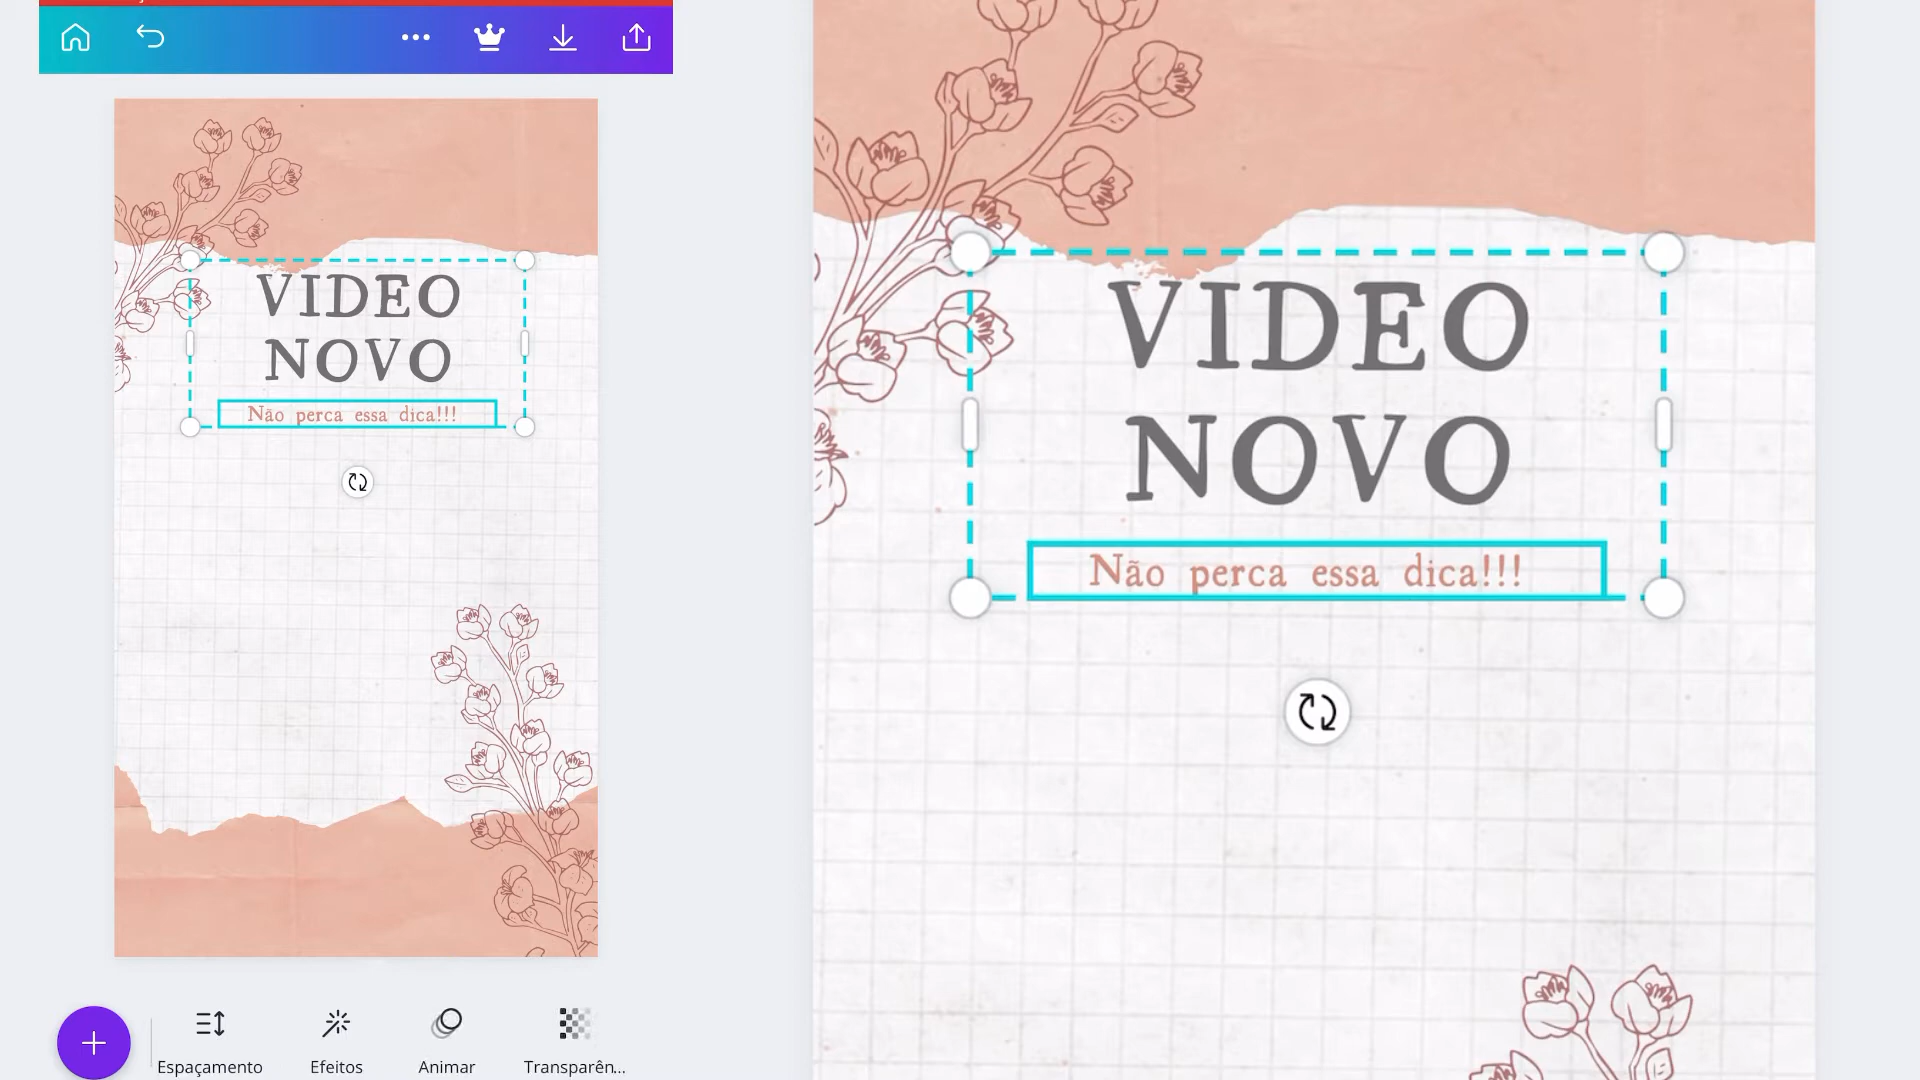 VIDEO
NOVO
Não perca essa dica!!!
Espaçamento
Efeitos
Animar
Transparên...
VIDEO
NOVO
Não perca essa dica!!!